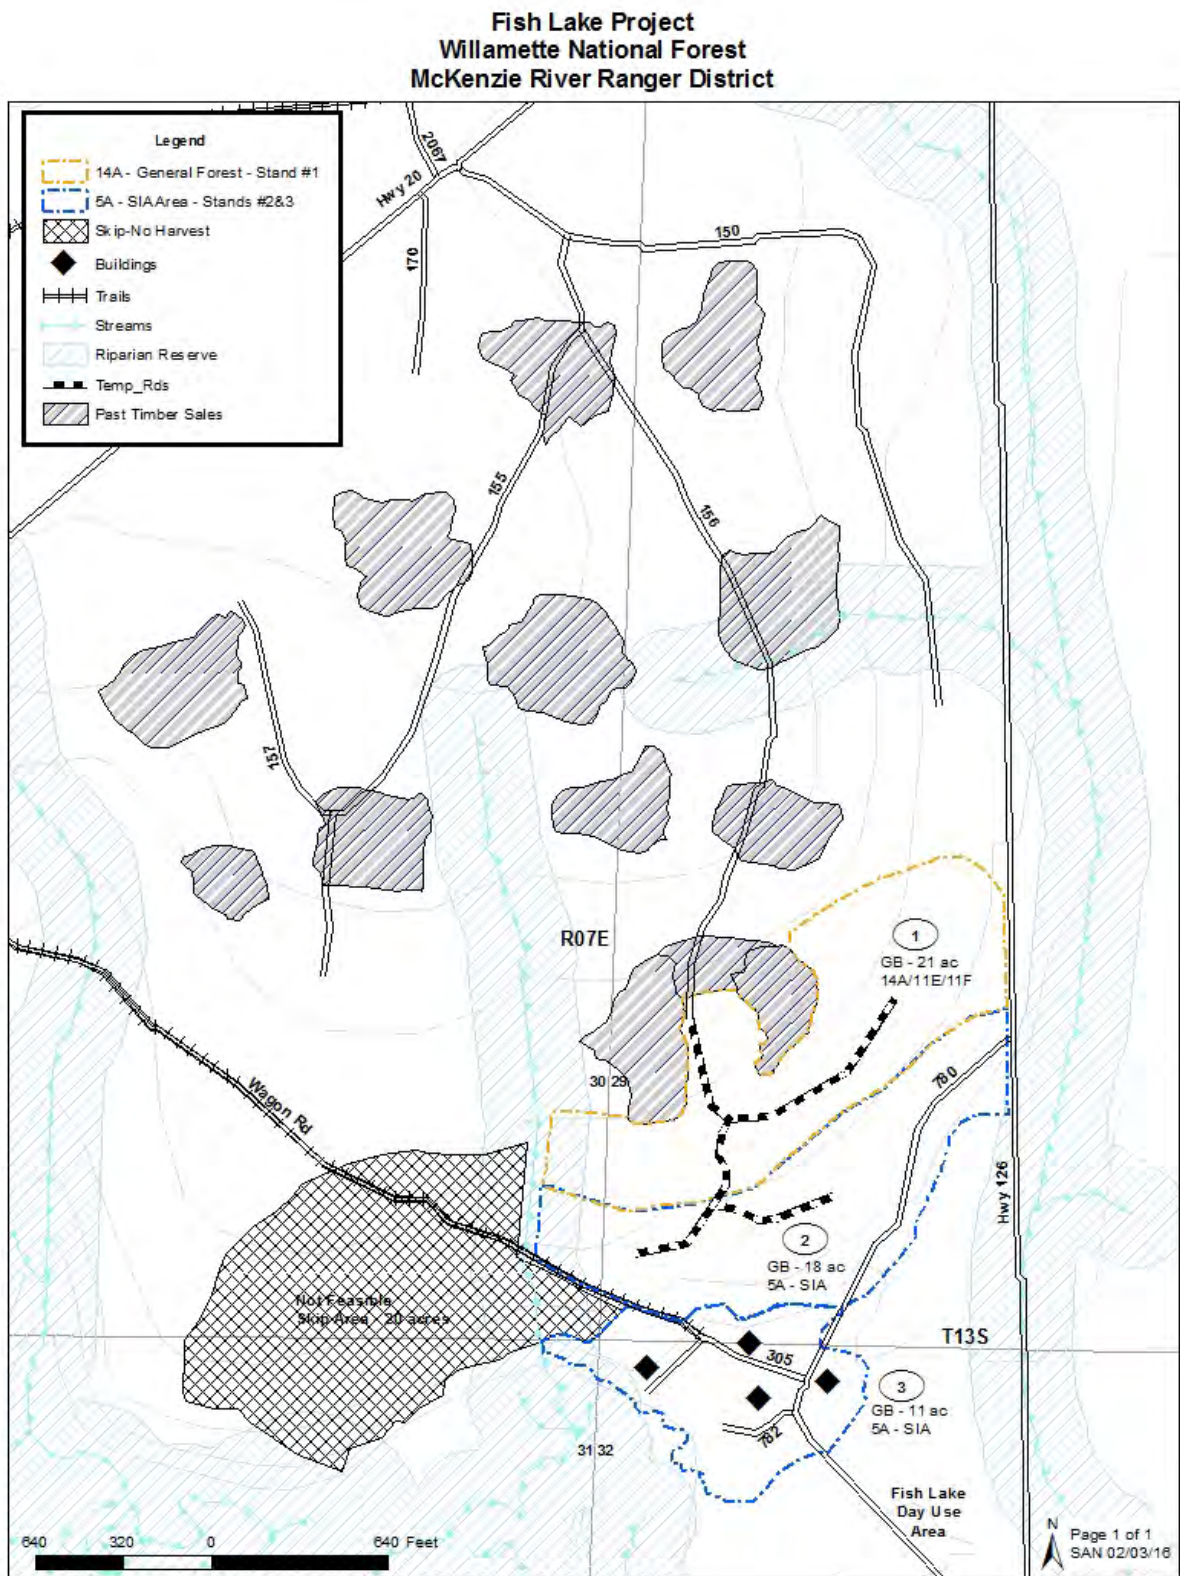 Fish Lake Project
Willamette National Forest
McKenzie River Ranger District
Legend
14A - General Forest - Stand #1
5A - SIA Area - Stands #2&3
Skip-No Harvest
Buildings
Trails
Streams
Riparian Reserve
Temp_Rds
Past Timber Sales
2067
Hwy 20
170
150
155
156
157
R07E
1
GB - 21 ac
14A/11E/11F
30 29
780
Wagon Rd
Hwy 126
2
GB - 18 ac
5A - SIA
Not Feasible
Skip Area 20 acres
T13S
305
3
GB - 11 ac
5A - SIA
782
31 32
Fish Lake
Day Use
Area
640 320 0 640 Feet
N
Page 1 of 1
SAN 02/03/16